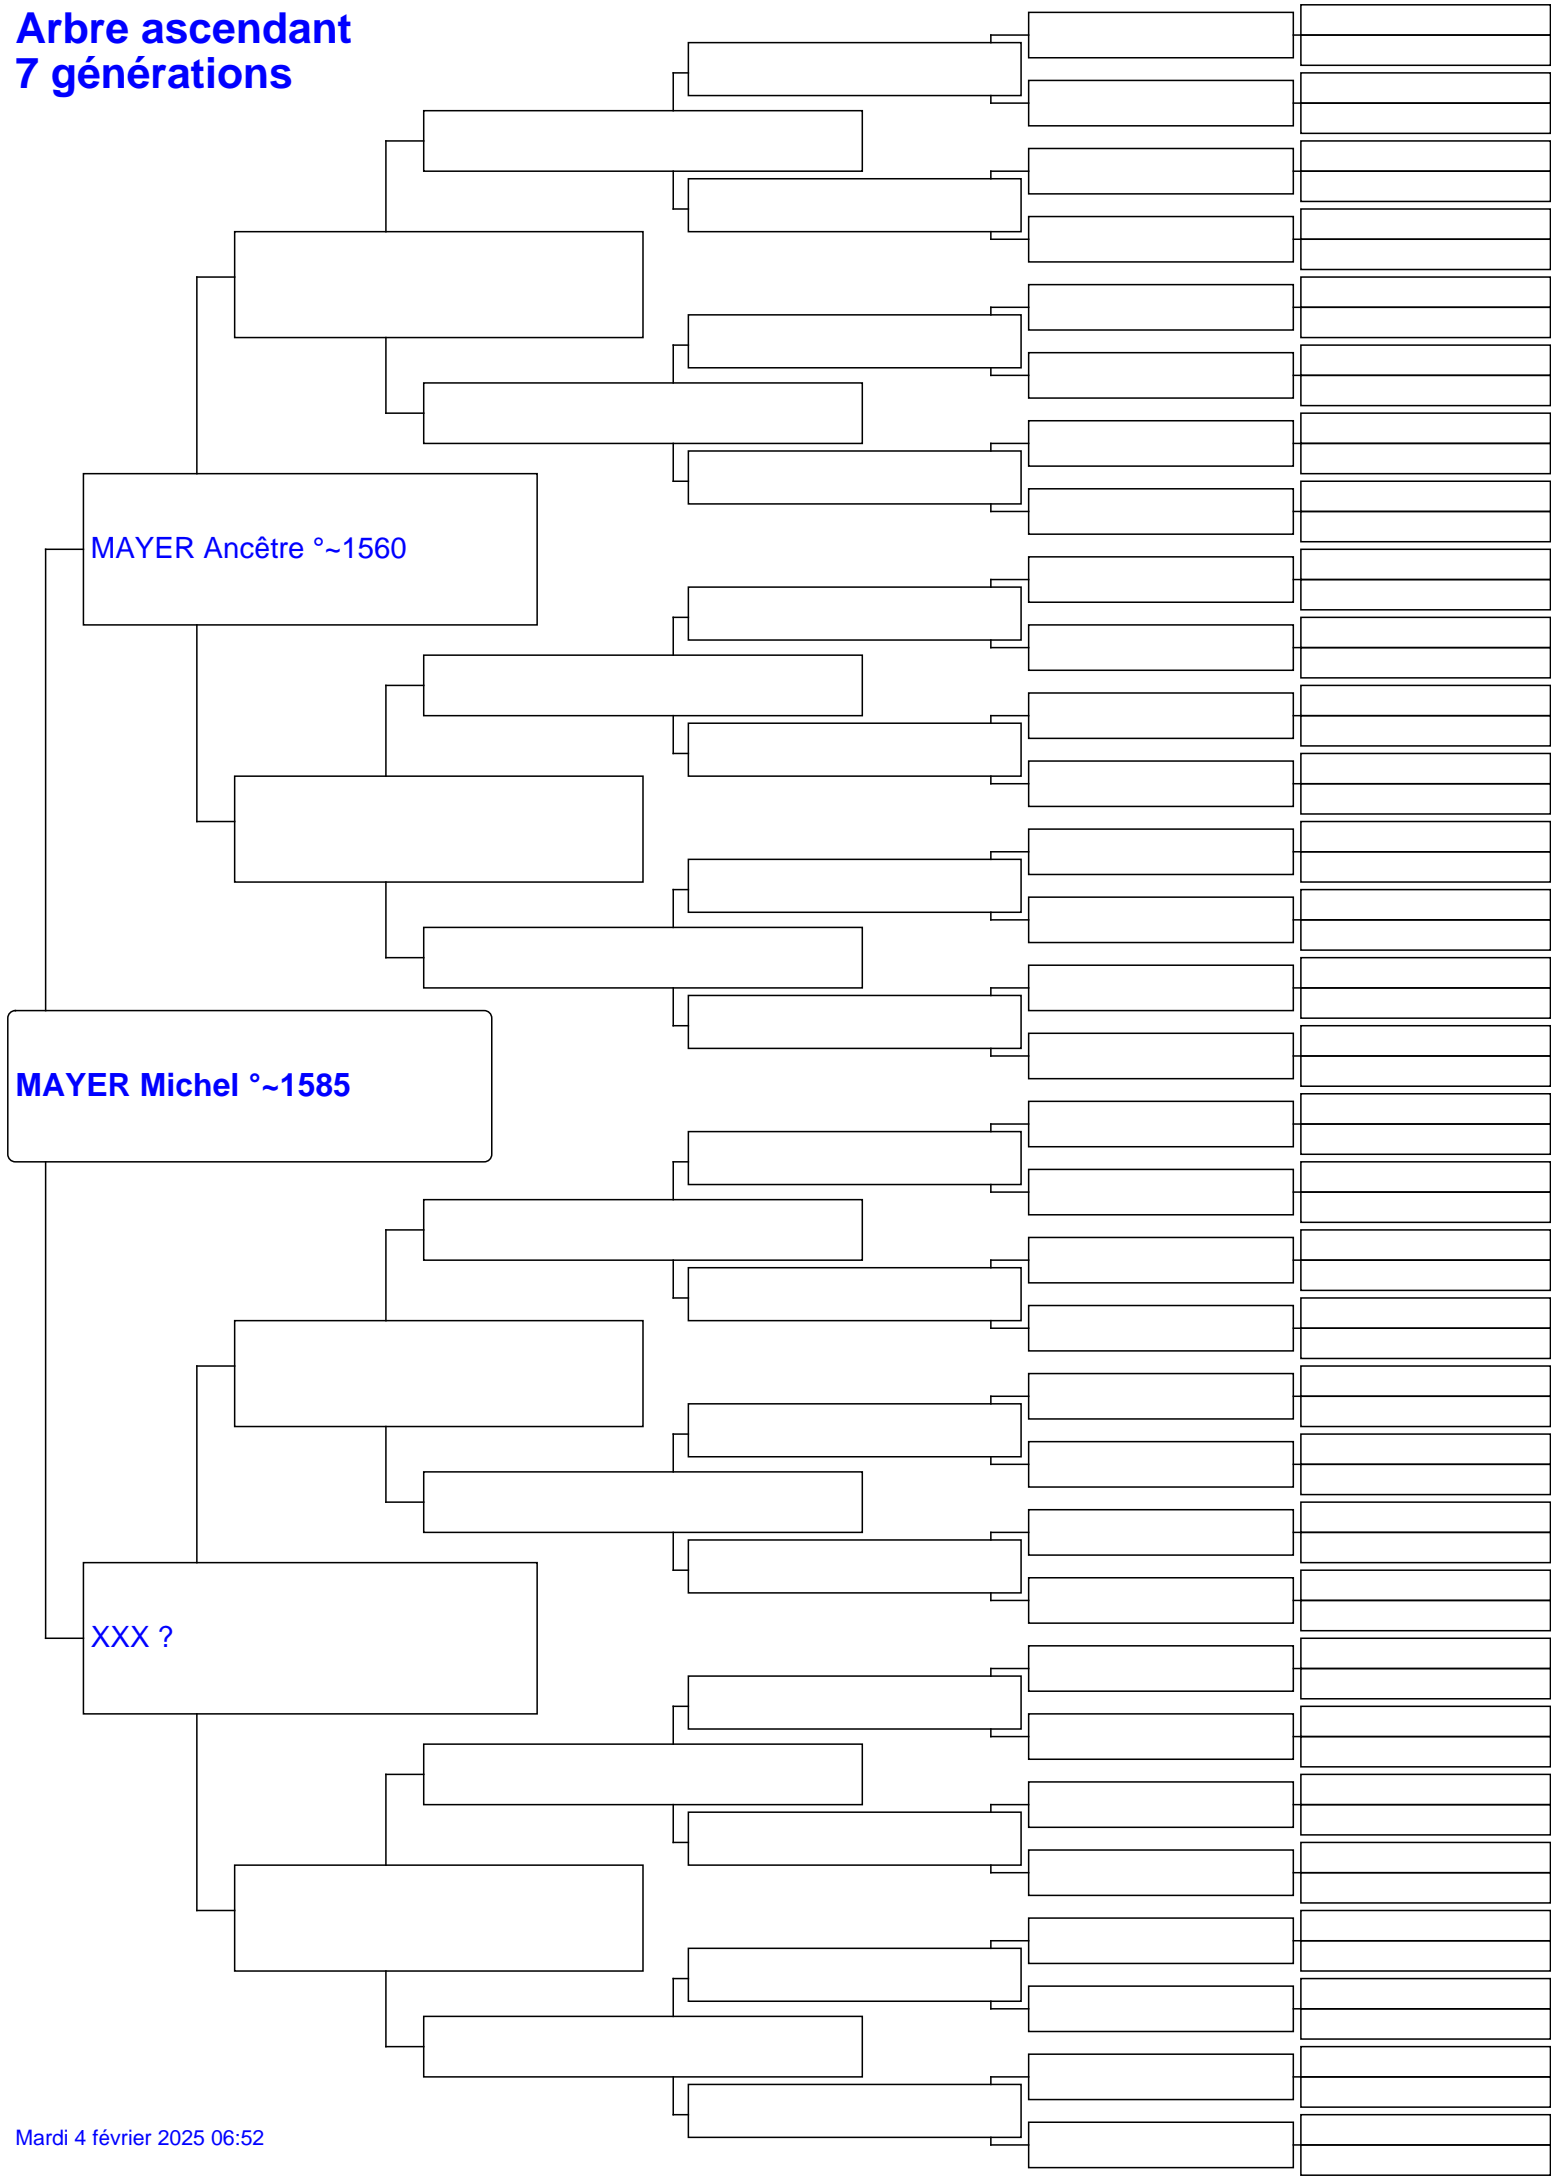 Arbre ascendant
7 générations
MAYER Ancêtre °~1560
MAYER Michel °~1585
XXX ?
Mardi 4 février 2025 06:52